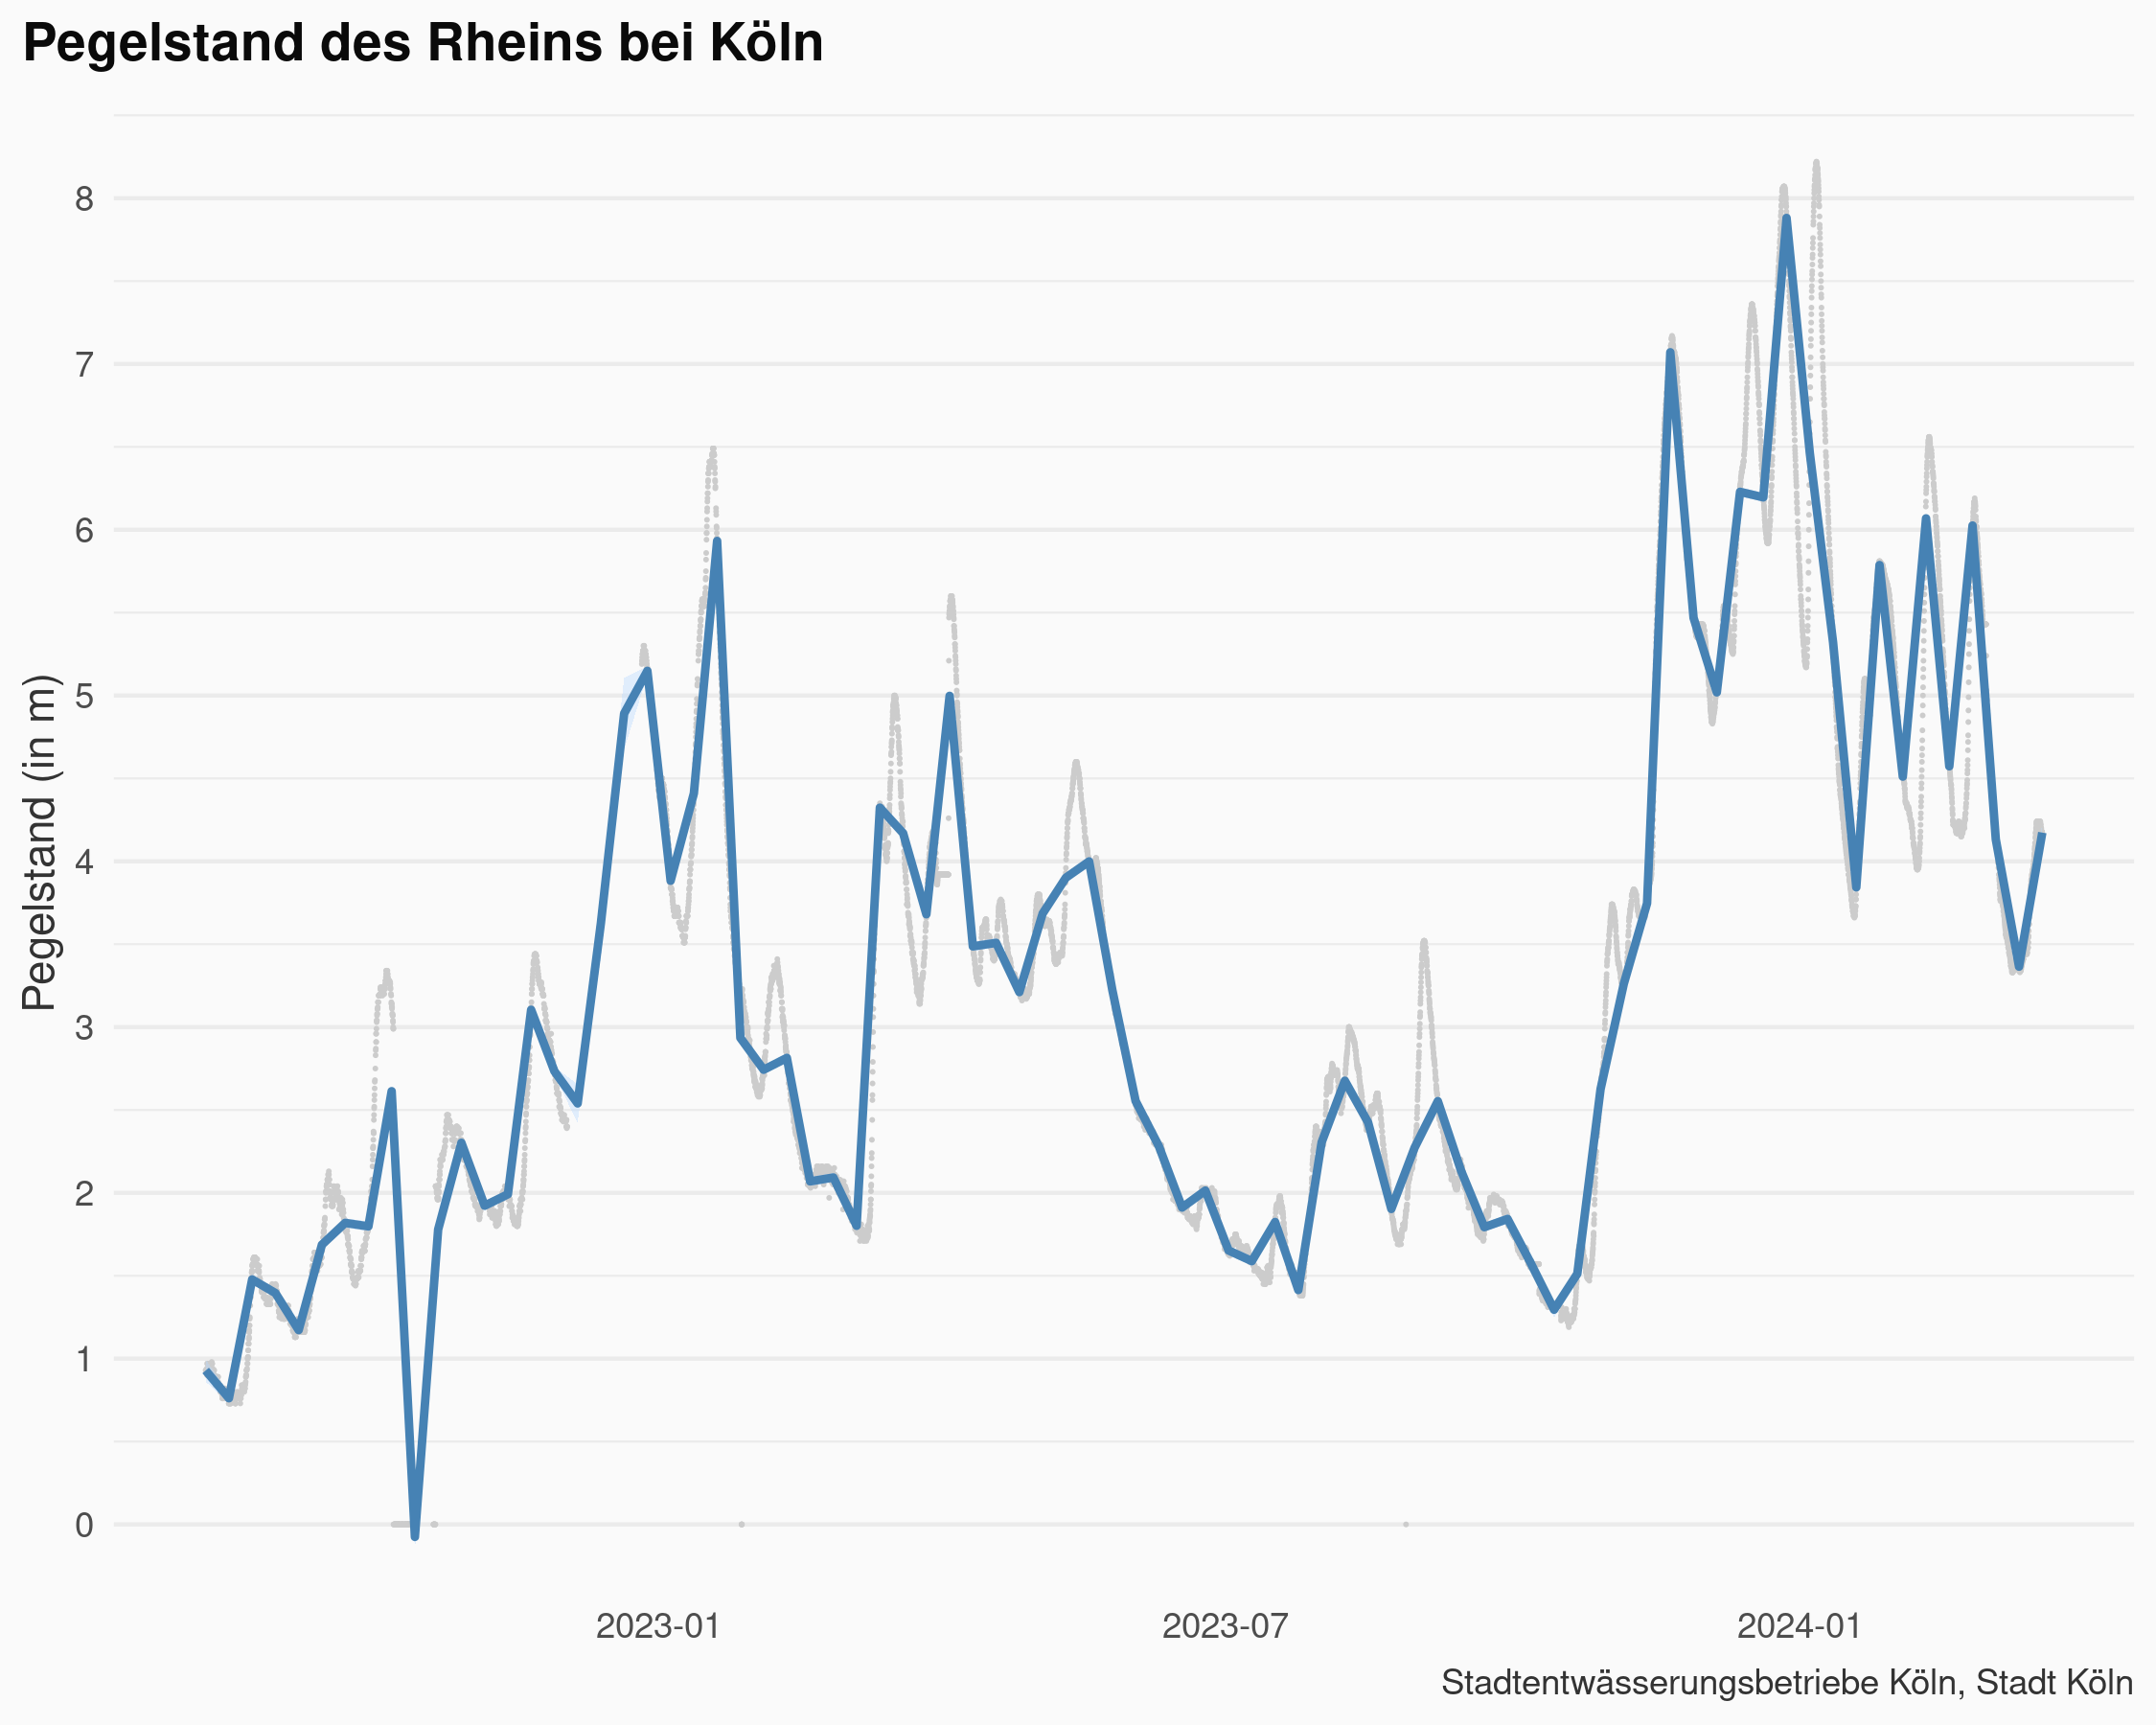 Pegelstand des Rheins bei Köln
Pegelstand (in m)
8
7
6
5
4
3
2
1
0
2023-01 2023-07 2024-01
Stadtentwässerungsbetriebe Köln, Stadt Köln